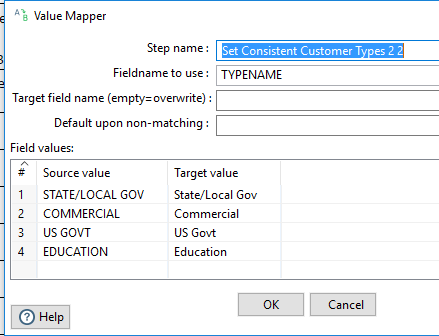 Value Mapper
Step name : Set Consistent Customer Types 2 2
Fieldname to use : TYPENAME
Target field name (empty=overwrite) :
Default upon non-matching :
Field values:
# Source value Target value
1 STATE/LOCAL GOV State/Local Gov
2 COMMERCIAL Commercial
3 US GOVT US Govt
4 EDUCATION Education
OK Cancel
Help